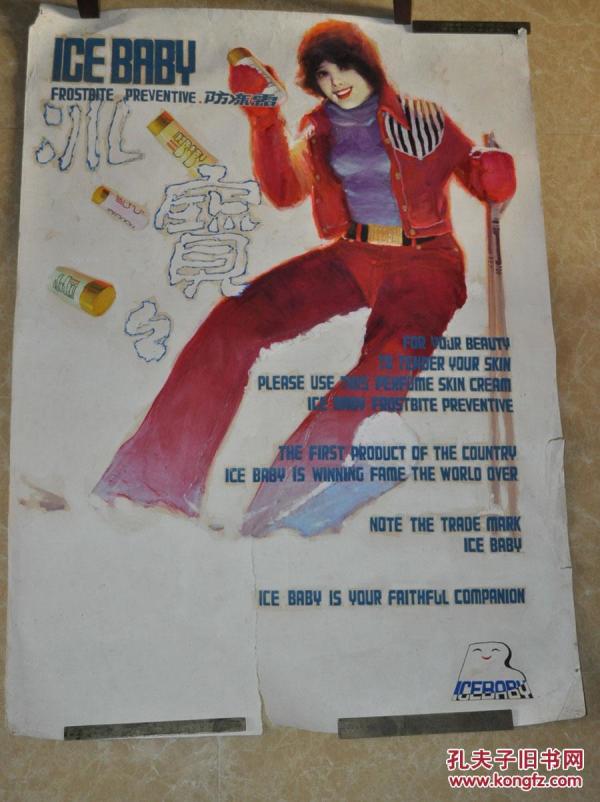 ICE BABY
FROSTBITE PREVENTIVE 防冻霜
冰
寶
ICEBABY
FOR YOUR BEAUTY
TO TENDER YOUR SKIN
PLEASE USE THIS PERFUME SKIN CREAM
ICE BABY FROSTBITE PREVENTIVE
THE FIRST PRODUCT OF THE COUNTRY
ICE BABY IS WINNING FAME THE WORLD OVER
NOTE THE TRADE MARK
ICE BABY
ICE BABY IS YOUR FAITHFUL COMPANION
ICEBABY
孔夫子旧书网
www.kongfz.com